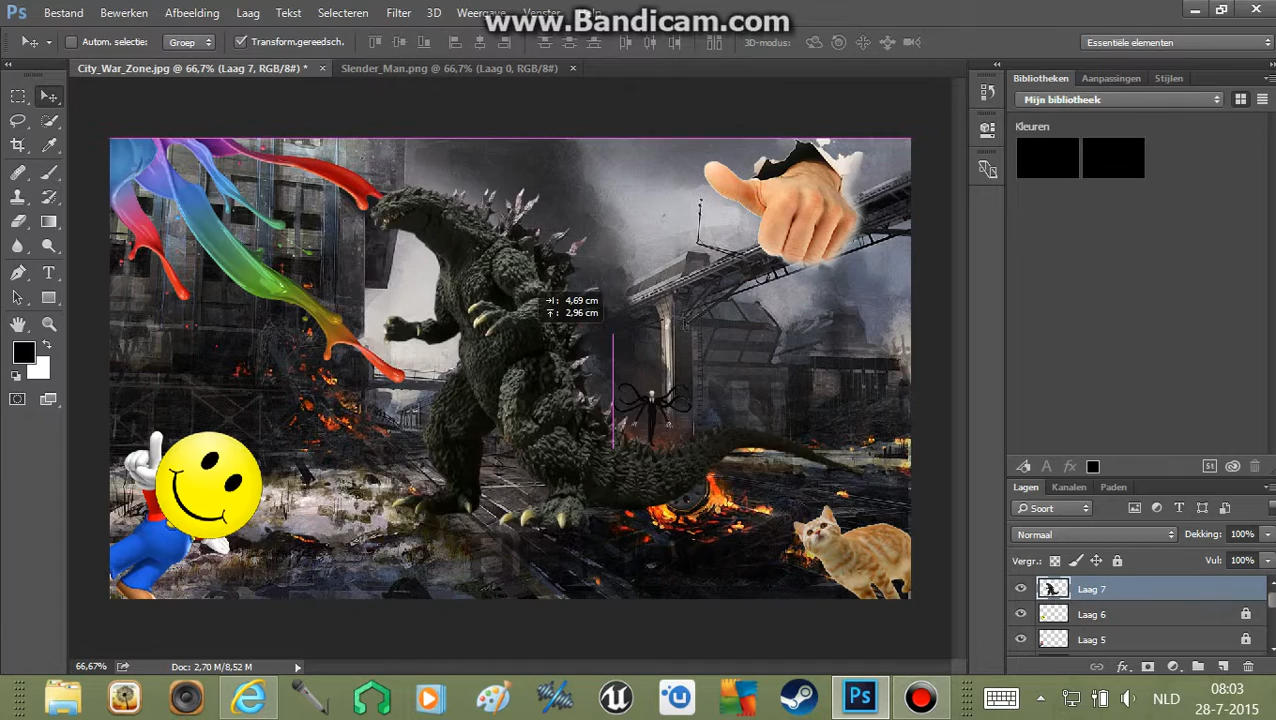 www.Bandicam.com
Ps Bestand Bewerken Afbeelding Laag Tekst Selecteren Filter 3D Weergave Venster Help
Autom. selectie: Groep Transform.gereedsch. 3D-modus: Essentiële elementen
City_War_Zone.jpg @ 66,7% (Laag 7, RGB/8#) * × Slender_Man.png @ 66,7% (Laag 0, RGB/8#) ×
Bibliotheken Aanpassingen Stijlen
Mijn bibliotheek
Kleuren
4,69 cm
2,96 cm
St
Lagen Kanalen Paden
Soort
Normaal Dekking: 100%
Vergr.: Vul: 100%
Laag 7
Laag 6
Laag 5
66,67% Doc: 2,70 M/8,52 M
Ps NLD 08:03
28-7-2015